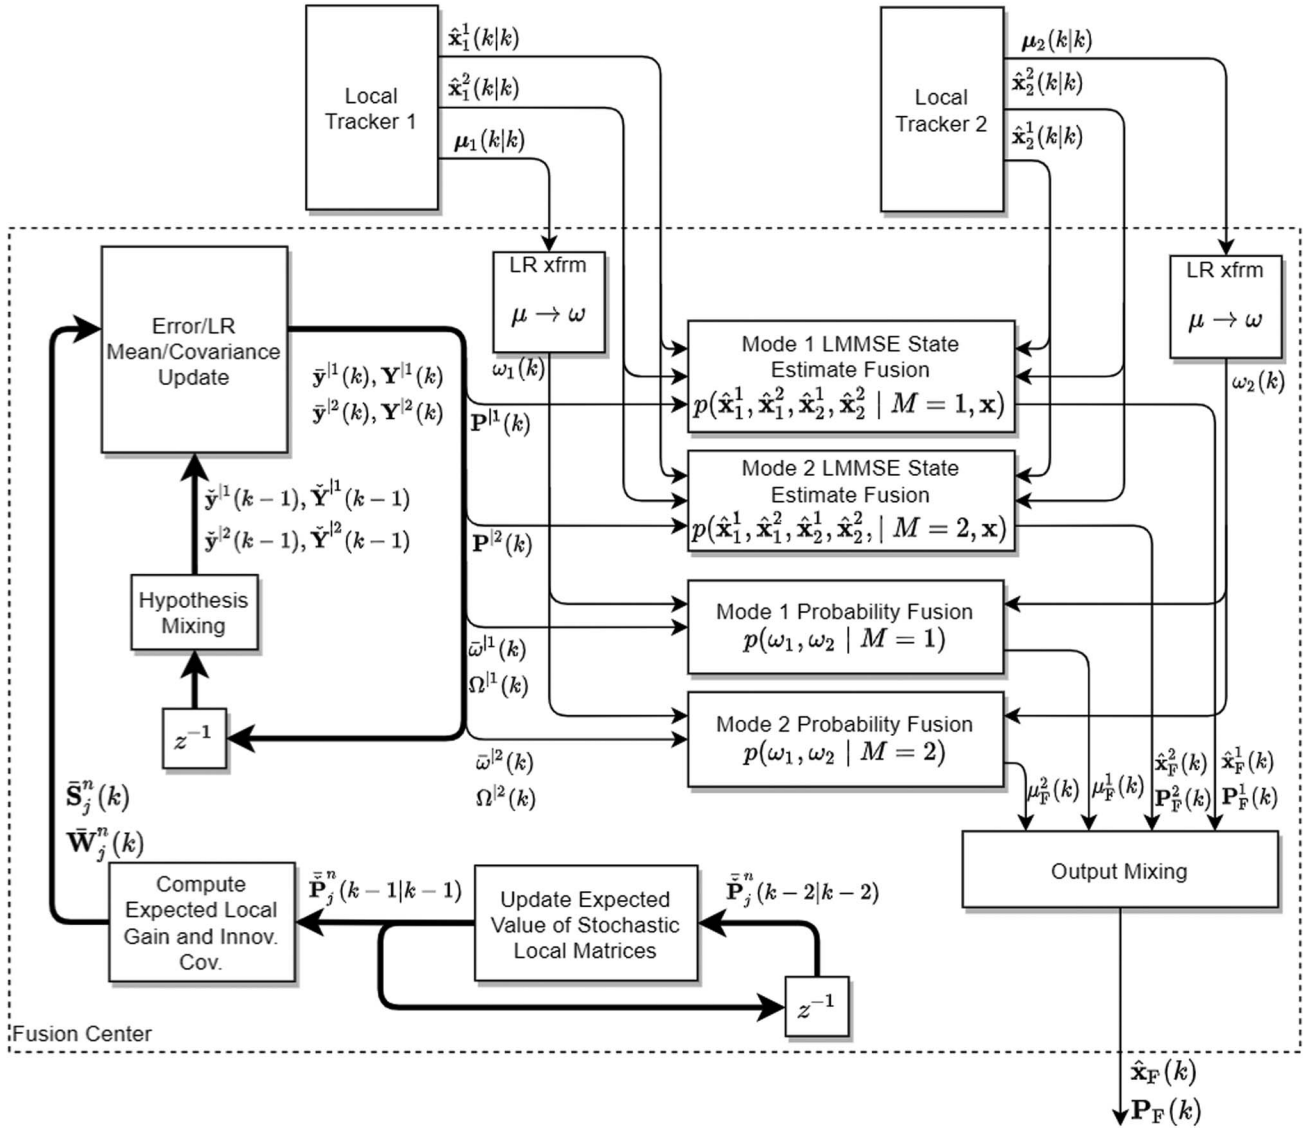 Local
Tracker 1
x̂₁¹(k|k)
x̂₁²(k|k)
μ₁(k|k)
Local
Tracker 2
μ₂(k|k)
x̂₂²(k|k)
x̂₂¹(k|k)
LR xfrm
μ → ω
ω₁(k)
LR xfrm
μ → ω
ω₂(k)
Error/LR
Mean/Covariance
Update
ȳ^|1(k), Y^|1(k)
ȳ^|2(k), Y^|2(k)
P^|1(k)
Mode 1 LMMSE State
Estimate Fusion
p(x̂₁¹, x̂₁², x̂₂¹, x̂₂² | M = 1, x)
P^|2(k)
Mode 2 LMMSE State
Estimate Fusion
p(x̂₁¹, x̂₁², x̂₂¹, x̂₂², | M = 2, x)
y̌^|1(k − 1), Y̌^|1(k − 1)
y̌^|2(k − 1), Y̌^|2(k − 1)
Hypothesis
Mixing
z⁻¹
ω̄^|1(k)
Ω^|1(k)
Mode 1 Probability Fusion
p(ω₁, ω₂ | M = 1)
ω̄^|2(k)
Ω^|2(k)
Mode 2 Probability Fusion
p(ω₁, ω₂ | M = 2)
μ_F²(k)
μ_F¹(k)
x̂_F²(k)
P_F²(k)
x̂_F¹(k)
P_F¹(k)
Output Mixing
S̄ⱼⁿ(k)
W̄ⱼⁿ(k)
Compute
Expected Local
Gain and Innov.
Cov.
P̌̄ⱼⁿ(k − 1|k − 1)
Update Expected
Value of Stochastic
Local Matrices
P̌̄ⱼⁿ(k − 2|k − 2)
z⁻¹
Fusion Center
x̂_F(k)
P_F(k)